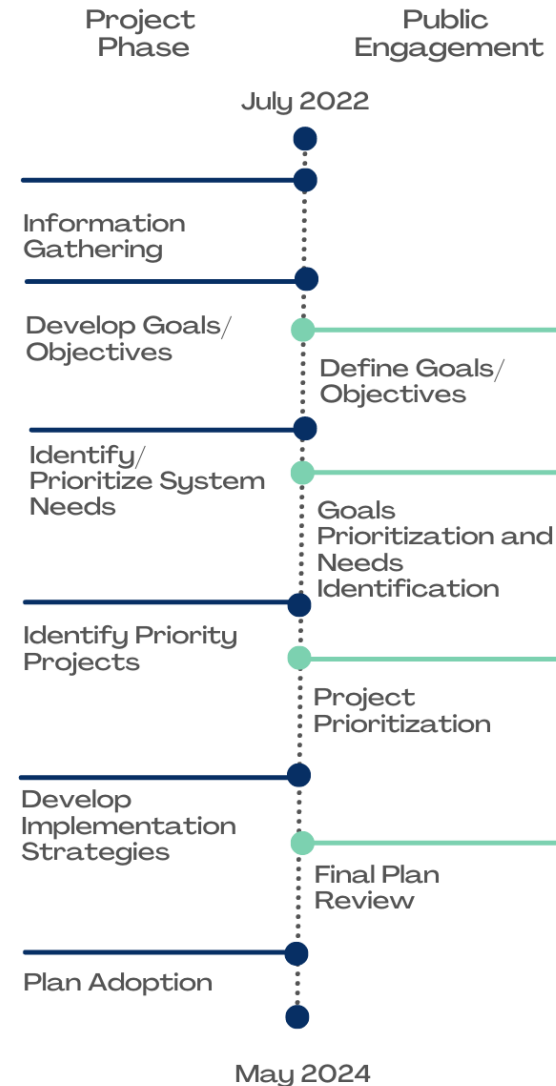 Project
Phase
Public
Engagement
July 2022
Information
Gathering
Develop Goals/
Objectives
Define Goals/
Objectives
Identify/
Prioritize System
Needs
Goals
Prioritization and
Needs
Identification
Identify Priority
Projects
Project
Prioritization
Develop
Implementation
Strategies
Final Plan
Review
Plan Adoption
May 2024